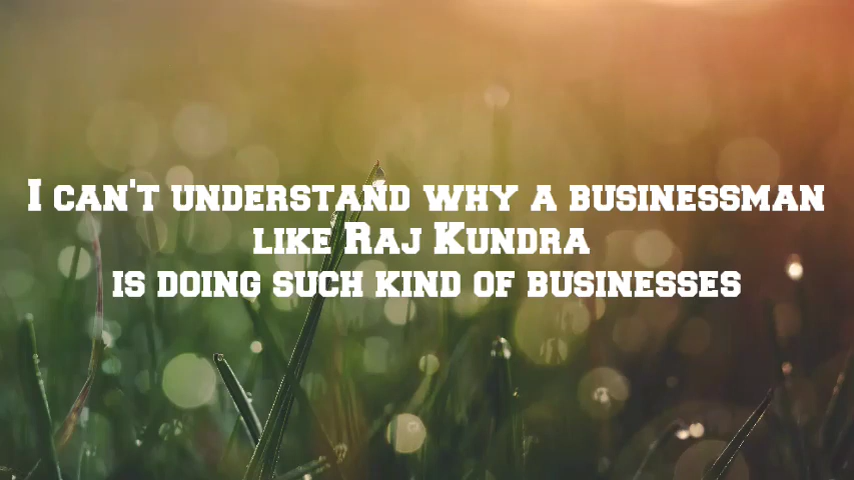 I can't understand why a businessman
like Raj Kundra
is doing such kind of businesses